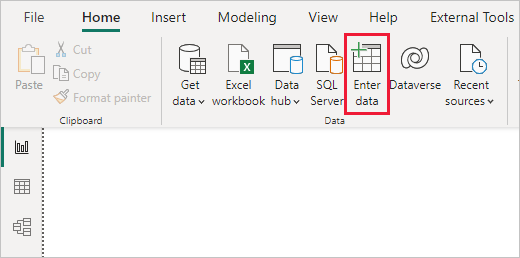 File Home Insert Modeling View Help External Tools
Paste
Cut
Copy
Format painter
Clipboard
Get
data
Excel
workbook
Data
hub
SQL
Server
Enter
data
Dataverse
Recent
sources
Data